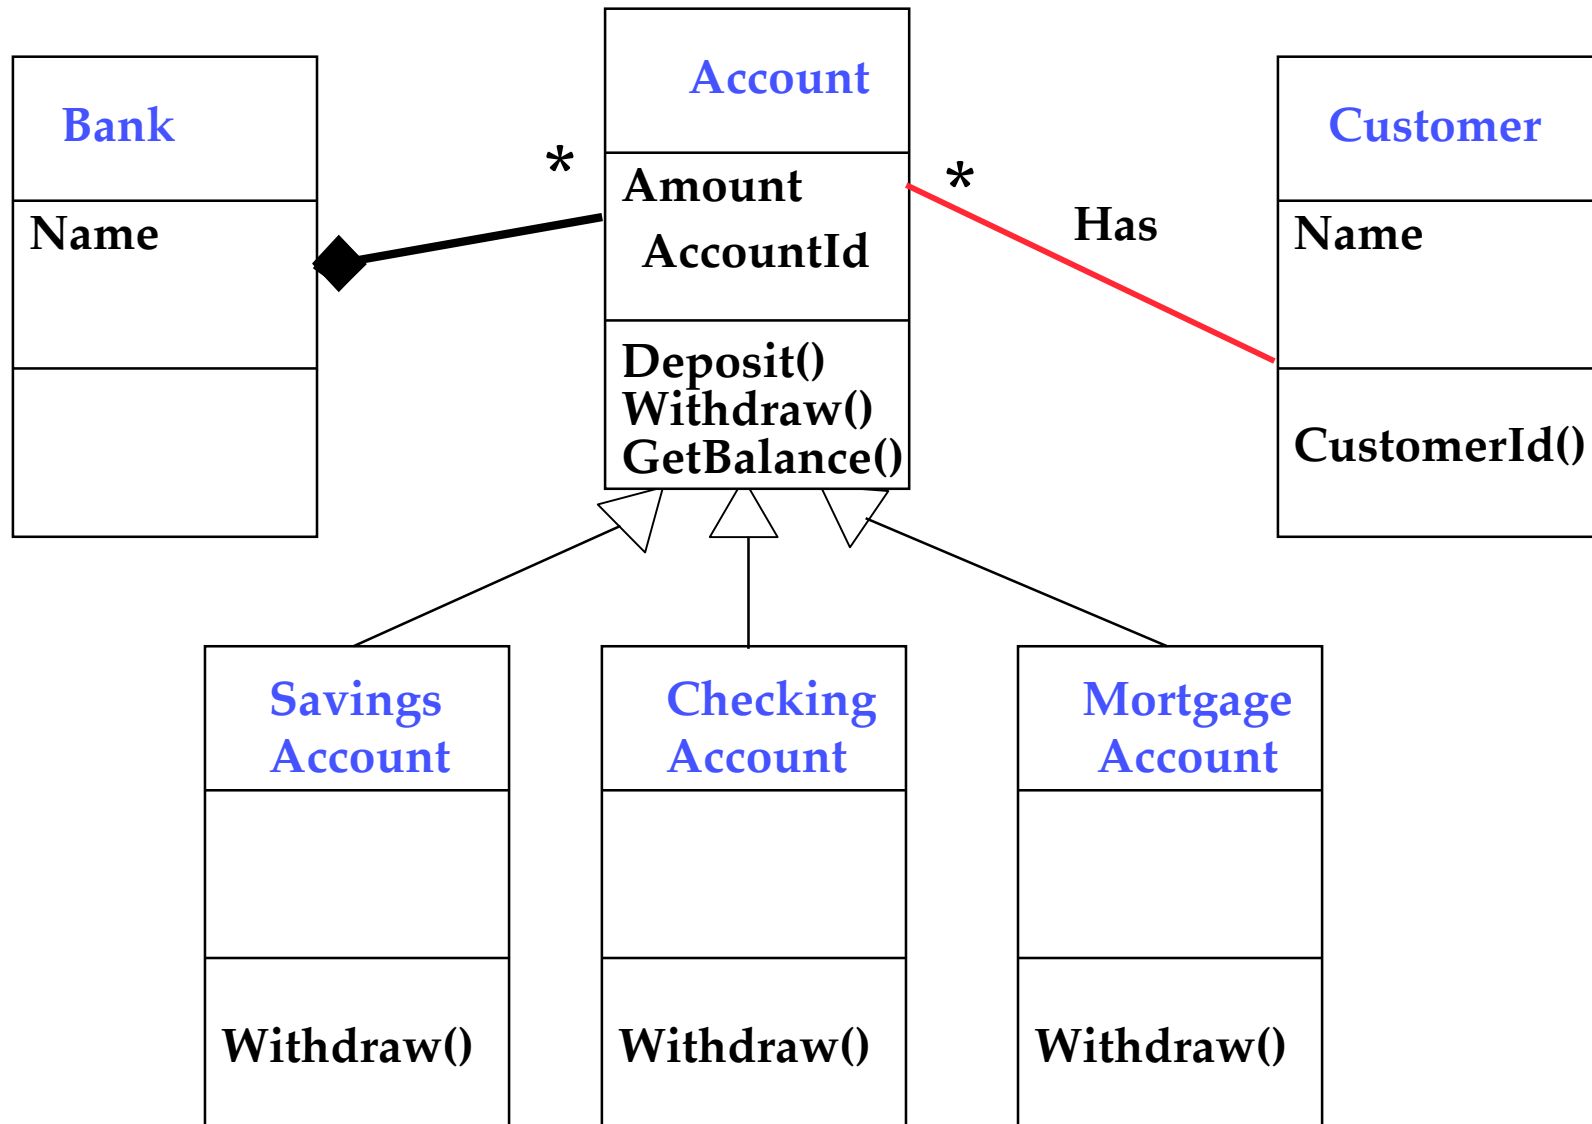 Bank
Name
*
Account
Amount
AccountId
Deposit()
Withdraw()
GetBalance()
*
Has
Customer
Name
CustomerId()
Savings
Account
Withdraw()
Checking
Account
Withdraw()
Mortgage
Account
Withdraw()